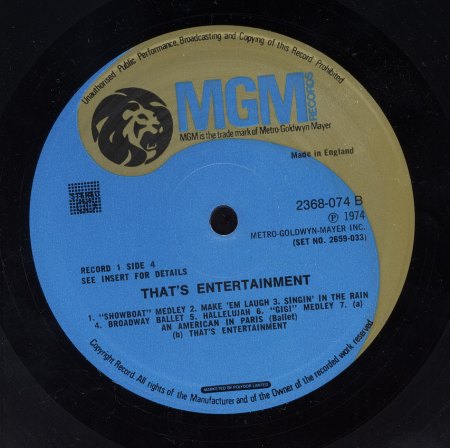 Unauthorised Public Performance, Broadcasting and Copying of this Record Prohibited
MGM
RECORDS
MGM is the trade mark of Metro-Goldwyn Mayer
Made in England
STEREO
2368-074 B
Ⓟ 1974
METRO-GOLDWYN-MAYER INC.
(SET NO. 2659-033)
RECORD 1 SIDE 4
SEE INSERT FOR DETAILS
THAT'S ENTERTAINMENT
1. "SHOWBOAT" MEDLEY 2. MAKE 'EM LAUGH 3. SINGIN' IN THE RAIN
4. BROADWAY BALLET 5. HALLELUJAH 6. "GIGI" MEDLEY 7. (a)
AN AMERICAN IN PARIS (Ballet)
(b) THAT'S ENTERTAINMENT
MARKETED BY POLYDOR LIMITED
Copyright Record. All rights of the Manufacturer and of the Owner of the recorded work reserved.